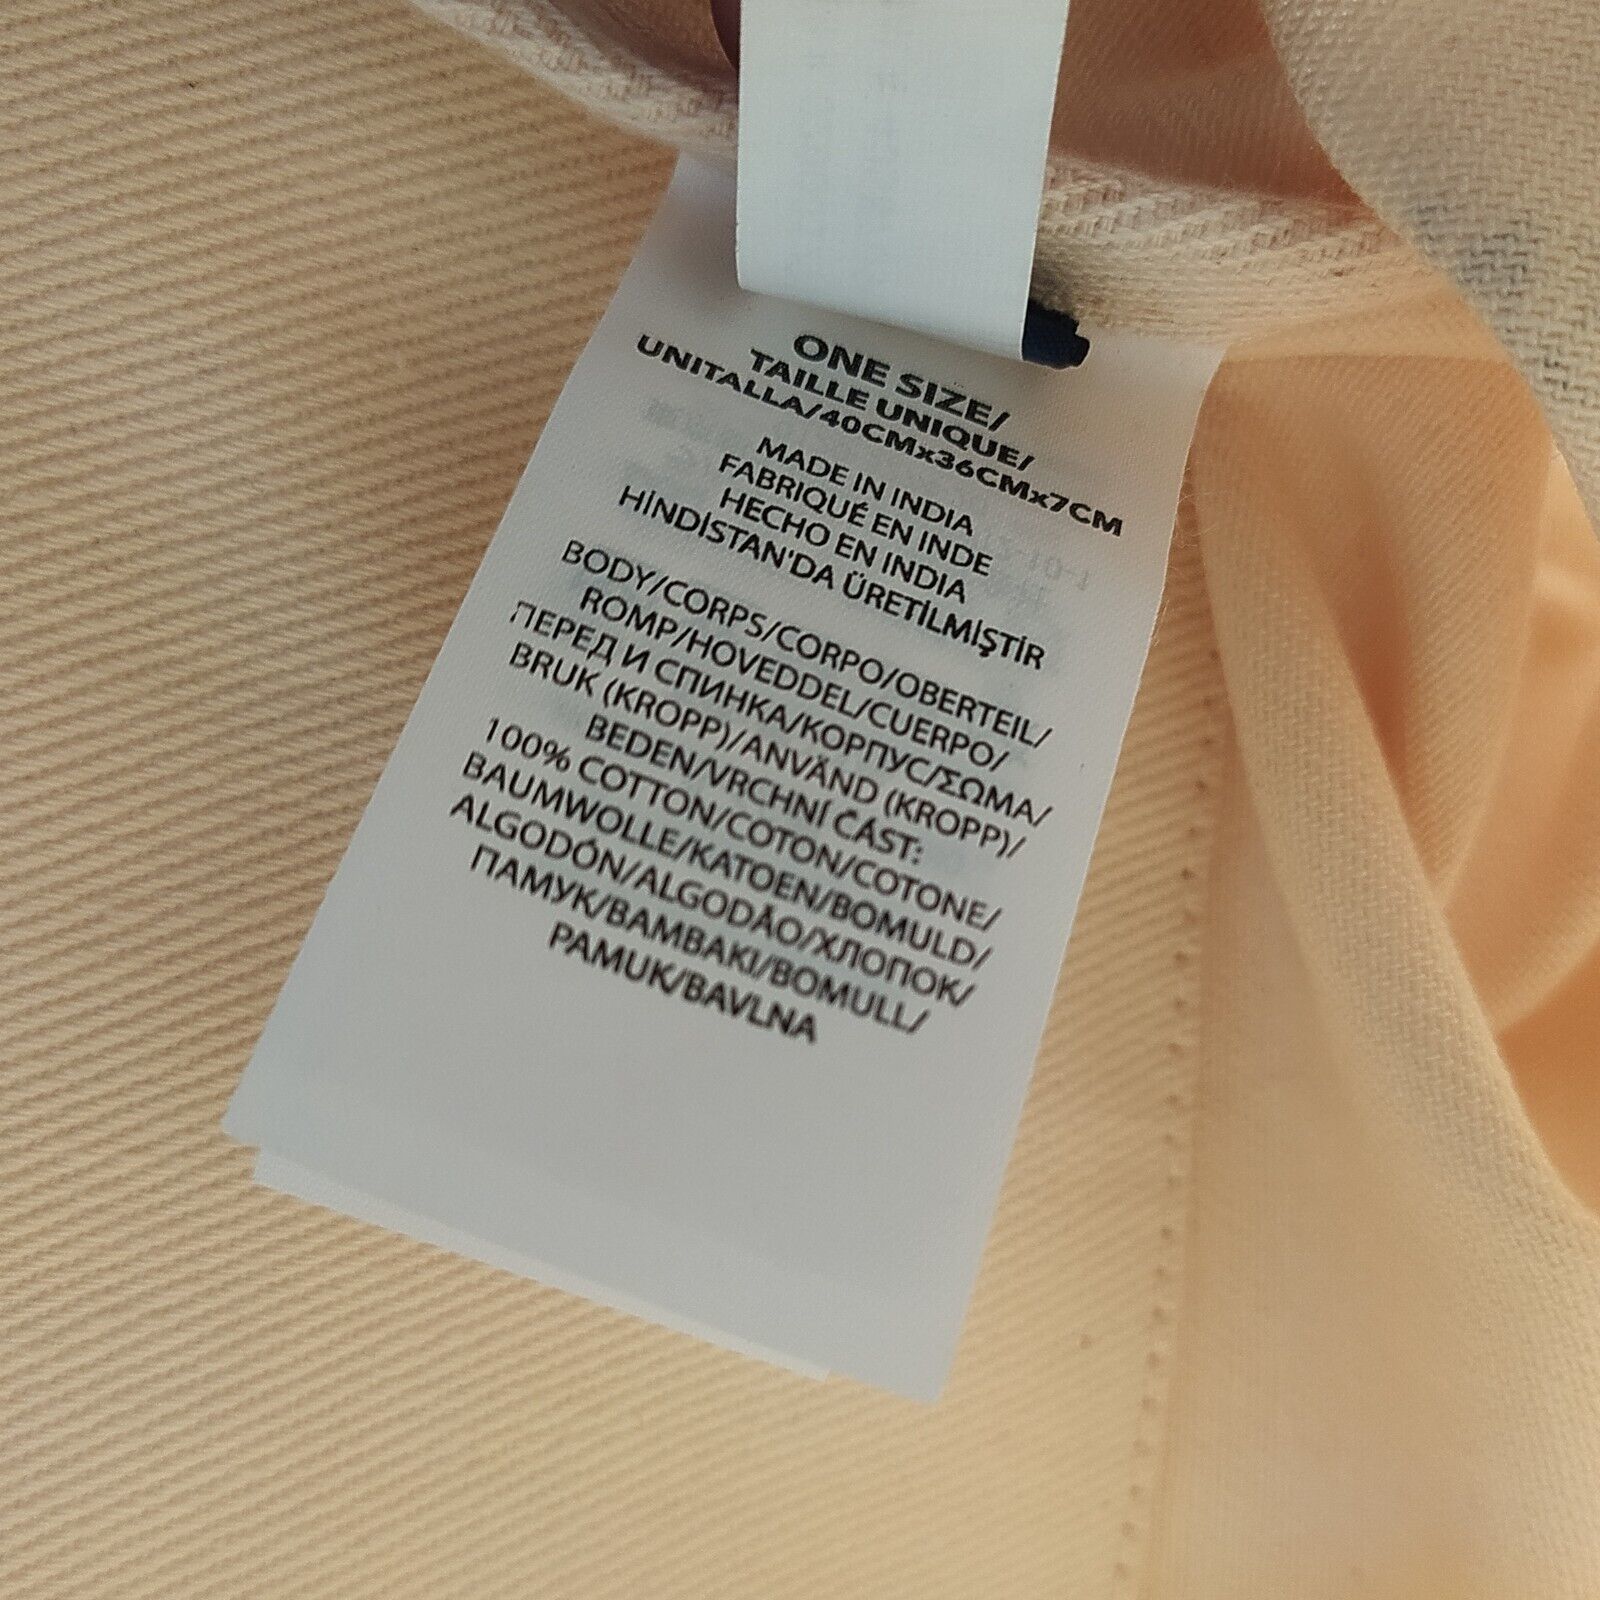 ONE SIZE/
TAILLE UNIQUE/
UNITALLA/40CMx36CMx7CM
MADE IN INDIA
FABRIQUÉ EN INDE
HECHO EN INDIA
HİNDİSTAN'DA ÜRETİLMİŞTİR
BODY/CORPS/CORPO/OBERTEIL/
ROMP/HOVEDDEL/CUERPO/
ПЕРЕД И СПИНКА/КОРПУС/ΣΩΜΑ/
BRUK (KROPP)/ANVÄND (KROPP)/
BEDEN/VRCHNÍ ČÁST:
100% COTTON/COTON/COTONE/
BAUMWOLLE/KATOEN/BOMULD/
ALGODÓN/ALGODÃO/ХЛОПОК/
ПАМУК/BAMBAKI/BOMULL/
PAMUK/BAVLNA